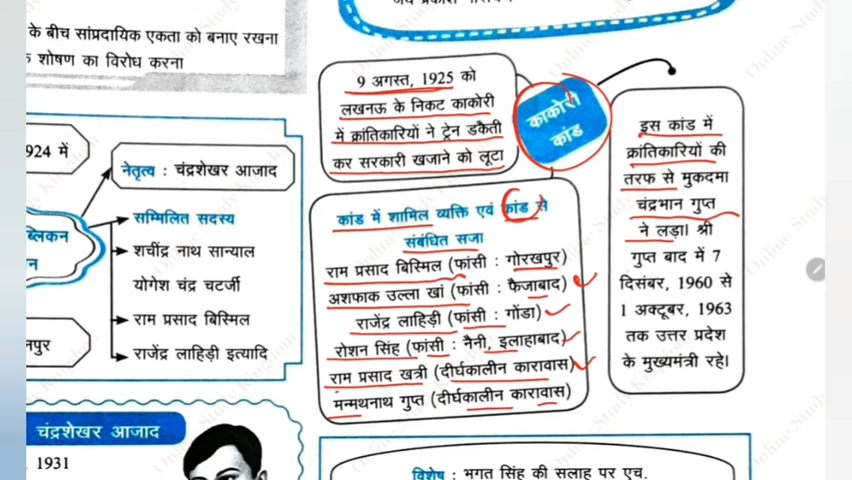 के बीच सांप्रदायिक एकता को बनाए रखना
शोषण का विरोध करना
9 अगस्त, 1925 को
लखनऊ के निकट काकोरी
में क्रांतिकारियों ने ट्रेन डकैती
कर सरकारी खजाने को लूटा
काकोरी
कांड
इस कांड में
क्रांतिकारियों की
तरफ से मुकदमा
चंद्रभान गुप्त
ने लड़ा। श्री
गुप्त बाद में 7
दिसंबर, 1960 से
1 अक्टूबर, 1963
तक उत्तर प्रदेश
के मुख्यमंत्री रहे।
924 में
नेतृत्व : चंद्रशेखर आजाद
ब्लिकन
न
सम्मिलित सदस्य
शचींद्र नाथ सान्याल
योगेश चंद्र चटर्जी
राम प्रसाद बिस्मिल
राजेंद्र लाहिड़ी इत्यादि
नपुर
कांड में शामिल व्यक्ति एवं कांड से
संबंधित सजा
राम प्रसाद बिस्मिल (फांसी : गोरखपुर)
अशफाक उल्ला खां (फांसी : फैजाबाद)
राजेंद्र लाहिड़ी (फांसी : गोंडा)
रोशन सिंह (फांसी : नैनी, इलाहाबाद)
राम प्रसाद खत्री (दीर्घकालीन कारावास)
मन्मथनाथ गुप्त (दीर्घकालीन कारावास)
चंद्रशेखर आजाद
1931
विशेष : भगत सिंह की सलाह पर एच.